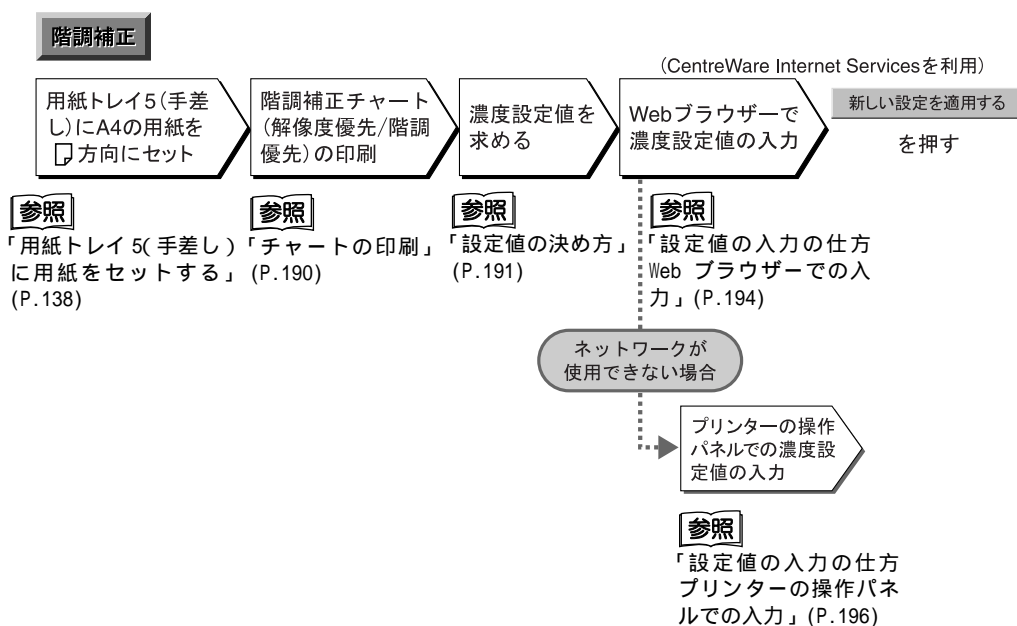 階調補正
用紙トレイ5(手差
し)にA4の用紙を
方向にセット
階調補正チャート
(解像度優先/階調
優先)の印刷
濃度設定値を
求める
(CentreWare Internet Servicesを利用)
Webブラウザーで
濃度設定値の入力
新しい設定を適用する
を押す
参照
「用紙トレイ 5( 手差し )
に用紙をセットする」
(P.138)
参照
「チャートの印刷」
(P.190)
参照
「設定値の決め方」
(P.191)
参照
「設定値の入力の仕方
Web ブラウザーでの入
力」(P.194)
ネットワークが
使用できない場合
プリンターの操作
パネルでの濃度設
定値の入力
参照
「設定値の入力の仕方
プリンターの操作パネ
ルでの入力」(P.196)